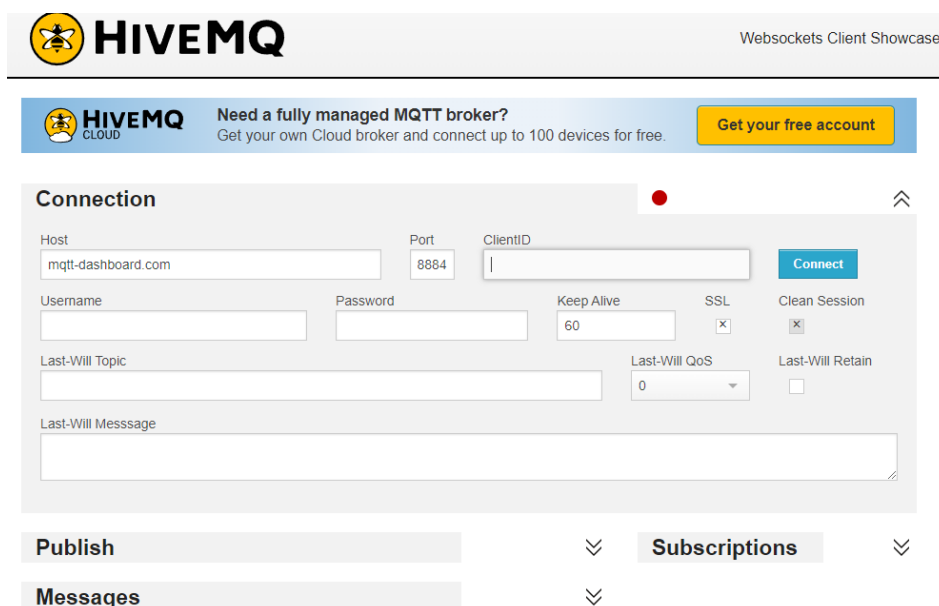 HIVEMQ
Websockets Client Showcase
HIVEMQ
CLOUD
Need a fully managed MQTT broker?
Get your own Cloud broker and connect up to 100 devices for free.
Get your free account
Connection
Host
Port
ClientID
mqtt-dashboard.com
8884
Connect
Username
Password
Keep Alive
SSL
Clean Session
60
Last-Will Topic
Last-Will QoS
Last-Will Retain
0
Last-Will Messsage
Publish
Subscriptions
Messages